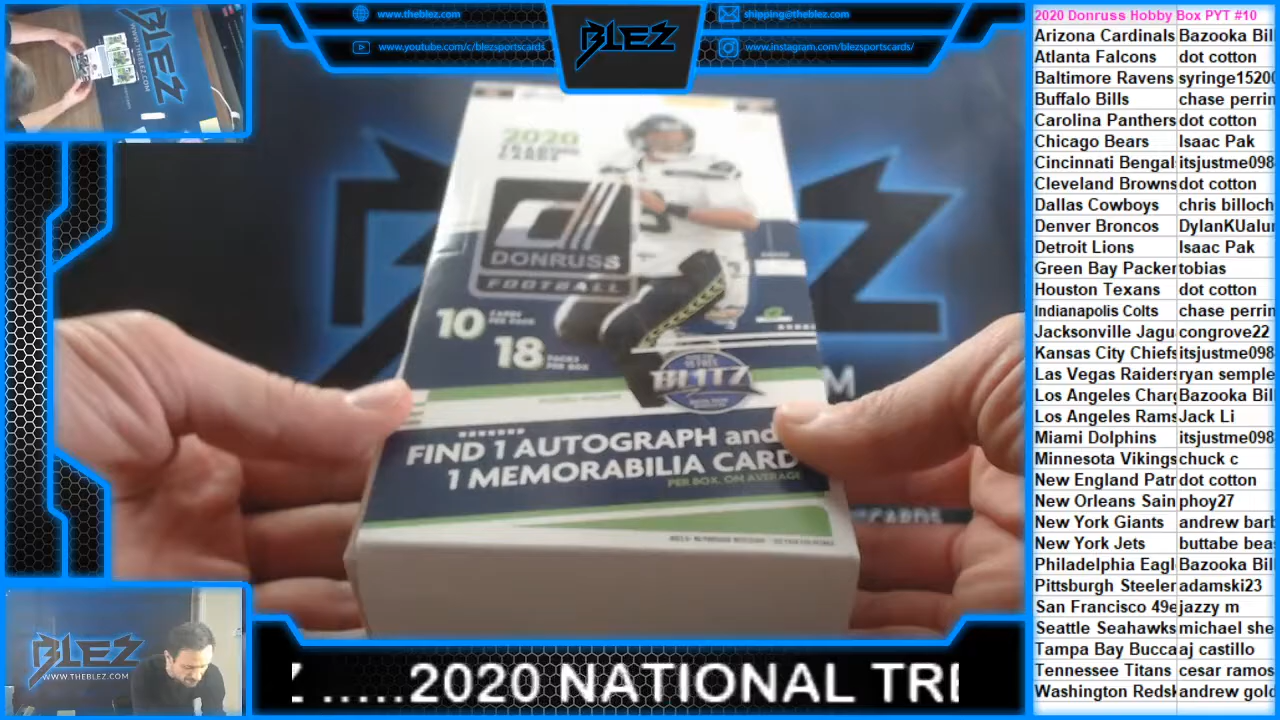 www.theblez.com
shipping@theblez.com
www.youtube.com/c/blezsportscards
www.instagram.com/blezsportscards/
BLEZ
BLEZ
WWW.THEBLEZ.COM
2020
TRADING
CARDS
DONRUSS
FOOTBALL
10 CARDS
PER PACK
18 PACKS
PER BOX
BLITZ
FIND 1 AUTOGRAPH and
1 MEMORABILIA CARD
PER BOX, ON AVERAGE
BLEZ
WWW.THEBLEZ.COM
Z .....2020 NATIONAL TRE
2020 Donruss Hobby Box PYT #10
Arizona Cardinals Bazooka Bil
Atlanta Falcons dot cotton
Baltimore Ravens syringe15200
Buffalo Bills chase perrin
Carolina Panthers dot cotton
Chicago Bears Isaac Pak
Cincinnati Bengal itsjustme098
Cleveland Browns dot cotton
Dallas Cowboys chris billoch
Denver Broncos DylanKUalu
Detroit Lions Isaac Pak
Green Bay Packer tobias
Houston Texans dot cotton
Indianapolis Colts chase perrin
Jacksonville Jagu congrove22
Kansas City Chiefs itsjustme098
Las Vegas Raiders ryan semple
Los Angeles Charg Bazooka Bil
Los Angeles Rams Jack Li
Miami Dolphins itsjustme098
Minnesota Vikings chuck c
New England Patr dot cotton
New Orleans Sain phoy27
New York Giants andrew barb
New York Jets buttabe bea
Philadelphia Eagl Bazooka Bil
Pittsburgh Steeler adamski23
San Francisco 49e jazzy m
Seattle Seahawks michael she
Tampa Bay Bucca aj castillo
Tennessee Titans cesar ramos
Washington Redsk andrew gold